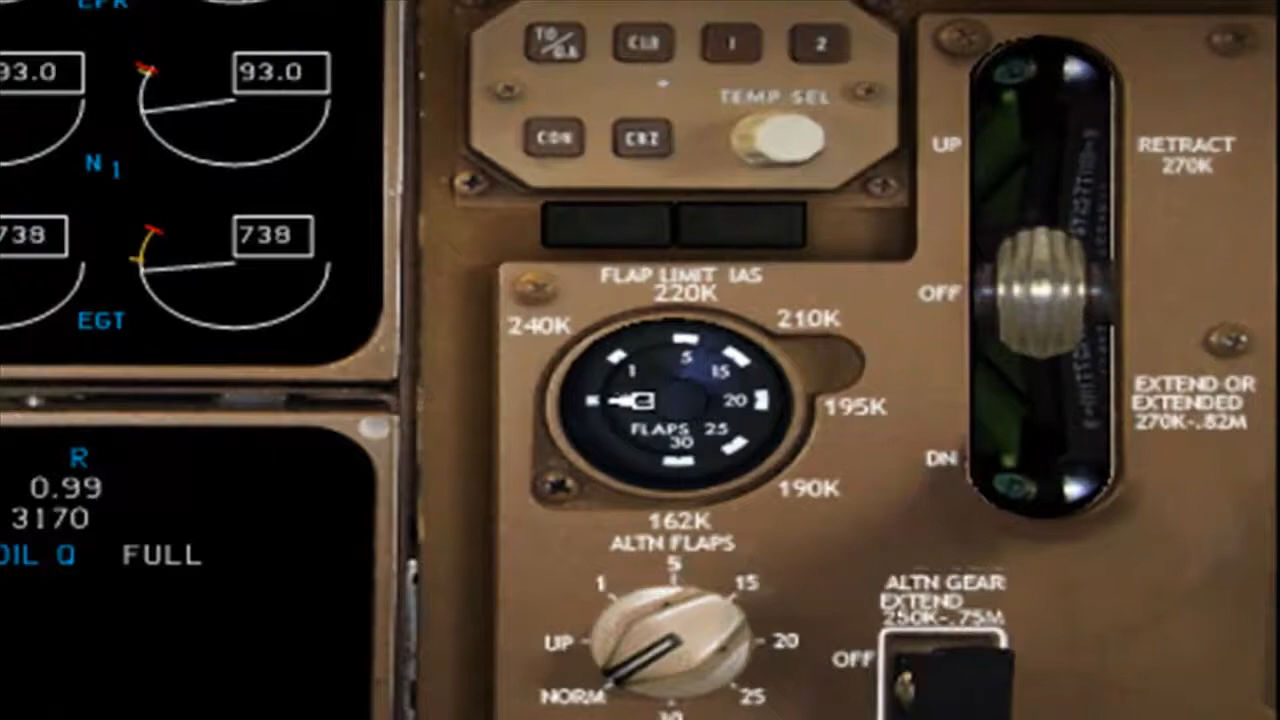 EPR
93.0 93.0
N 1
738 738
EGT
R
0.99
3170
OIL Q FULL
TO/GA CLB 1 2
TEMP SEL
CON CRZ
FLAP LIMIT IAS
220K
240K 210K
1 5 15
20
FLAPS 25
30
195K
190K
162K
ALTN FLAPS
5
1 15
UP 20
NORM 25
30
UP
OFF
DN
RETRACT
270K
EXTEND OR
EXTENDED
270K-.82M
ALTN GEAR
EXTEND
250K-.75M
OFF